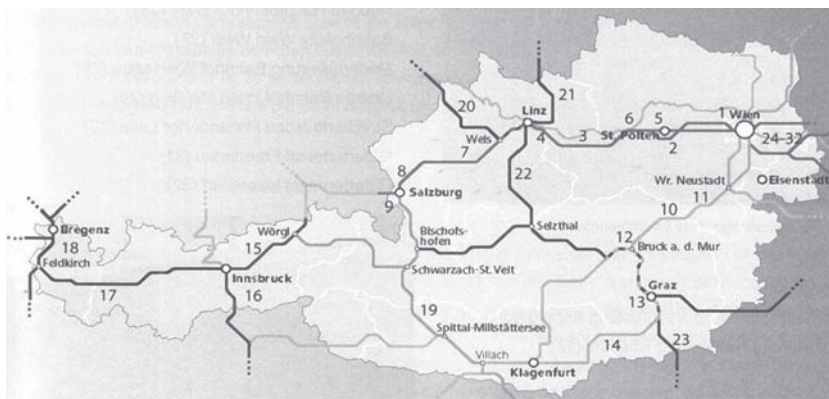 20
21
Linz
6
5
1
Wien
Wels
4
3
St. Pölten
2
24-32
7
8
22
Wr. Neustadt
Eisenstadt
11
Salzburg
9
10
Bregenz
Wörgl
Bischofs-
hofen
Selzthal
12
Bruck a. d. Mur
18
15
Feldkirch
Innsbruck
Schwarzach-St. Veit
Graz
17
16
13
19
Spittal-Millstättersee
14
23
Villach
Klagenfurt